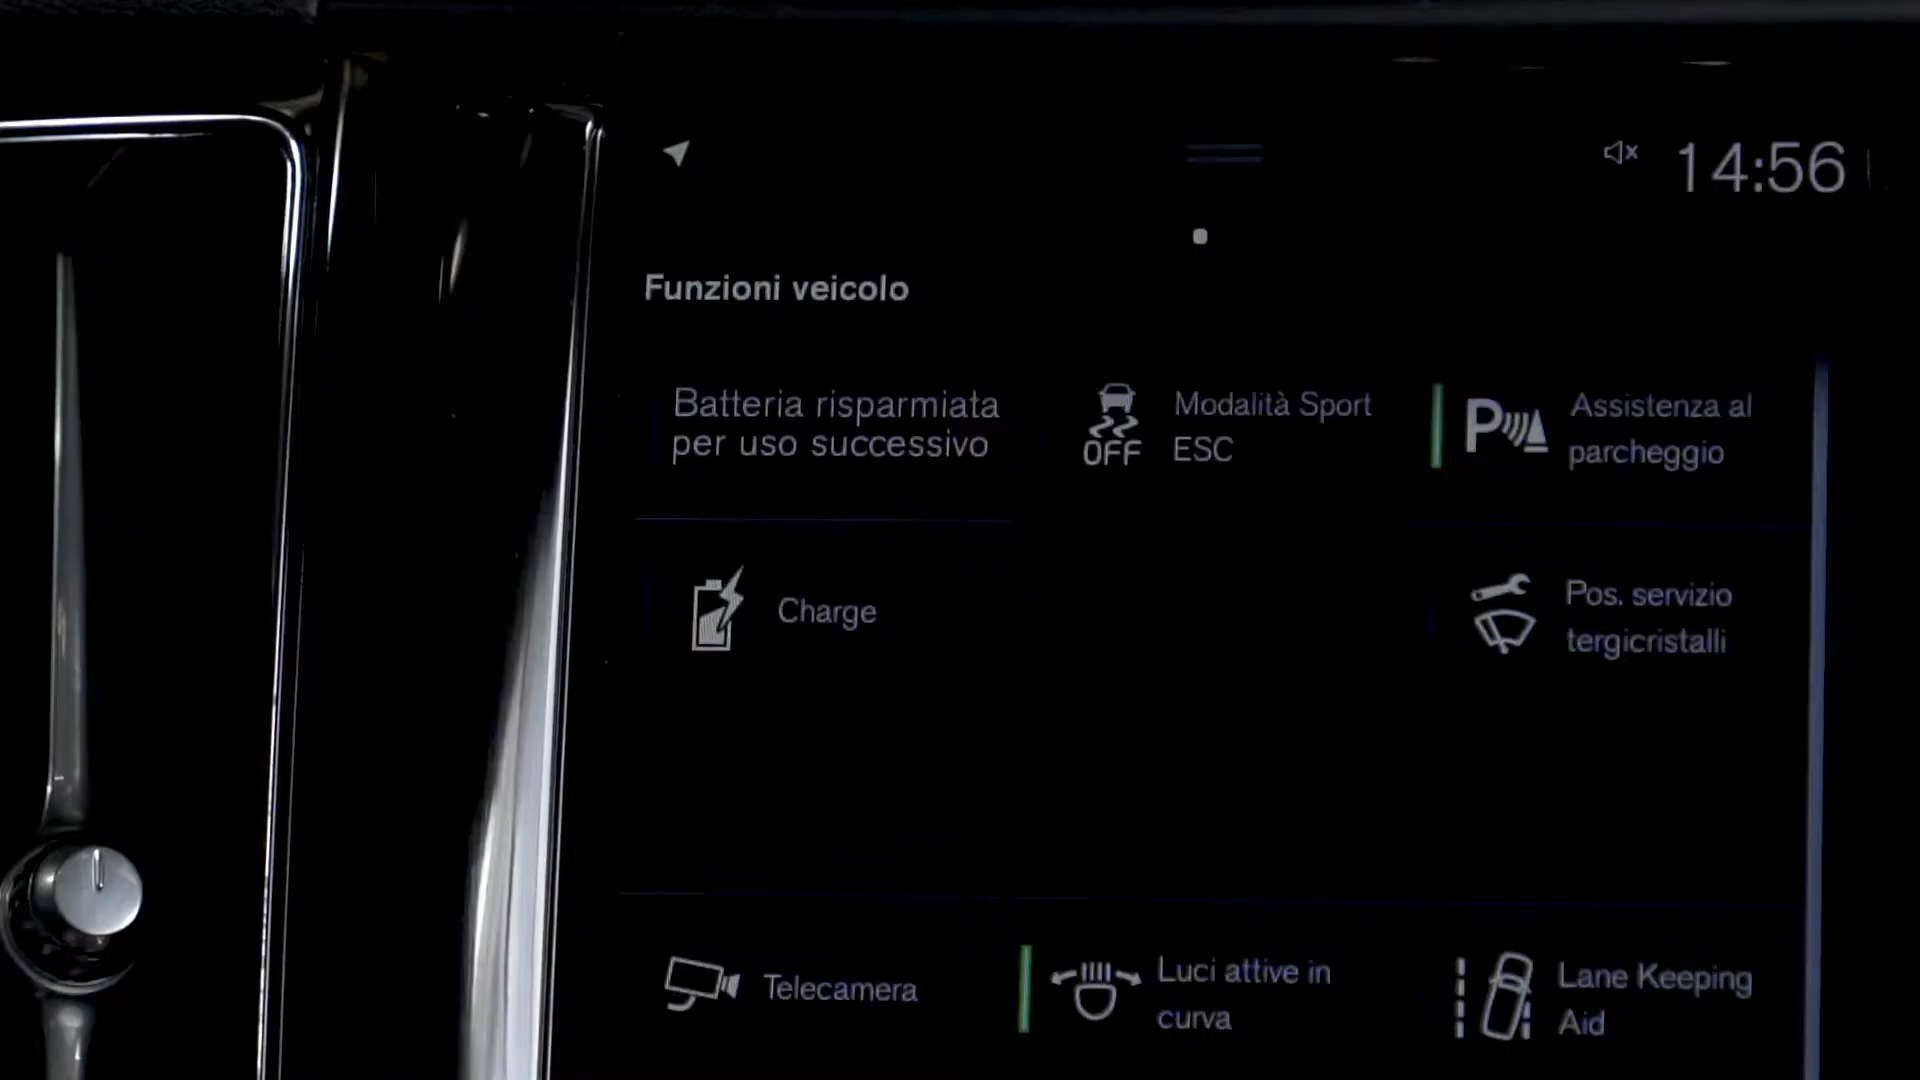 14:56
Funzioni veicolo
Batteria risparmiata
per uso successivo
OFF
Modalità Sport
ESC
P
Assistenza al
parcheggio
Charge
Pos. servizio
tergicristalli
Telecamera
Luci attive in
curva
Lane Keeping
Aid